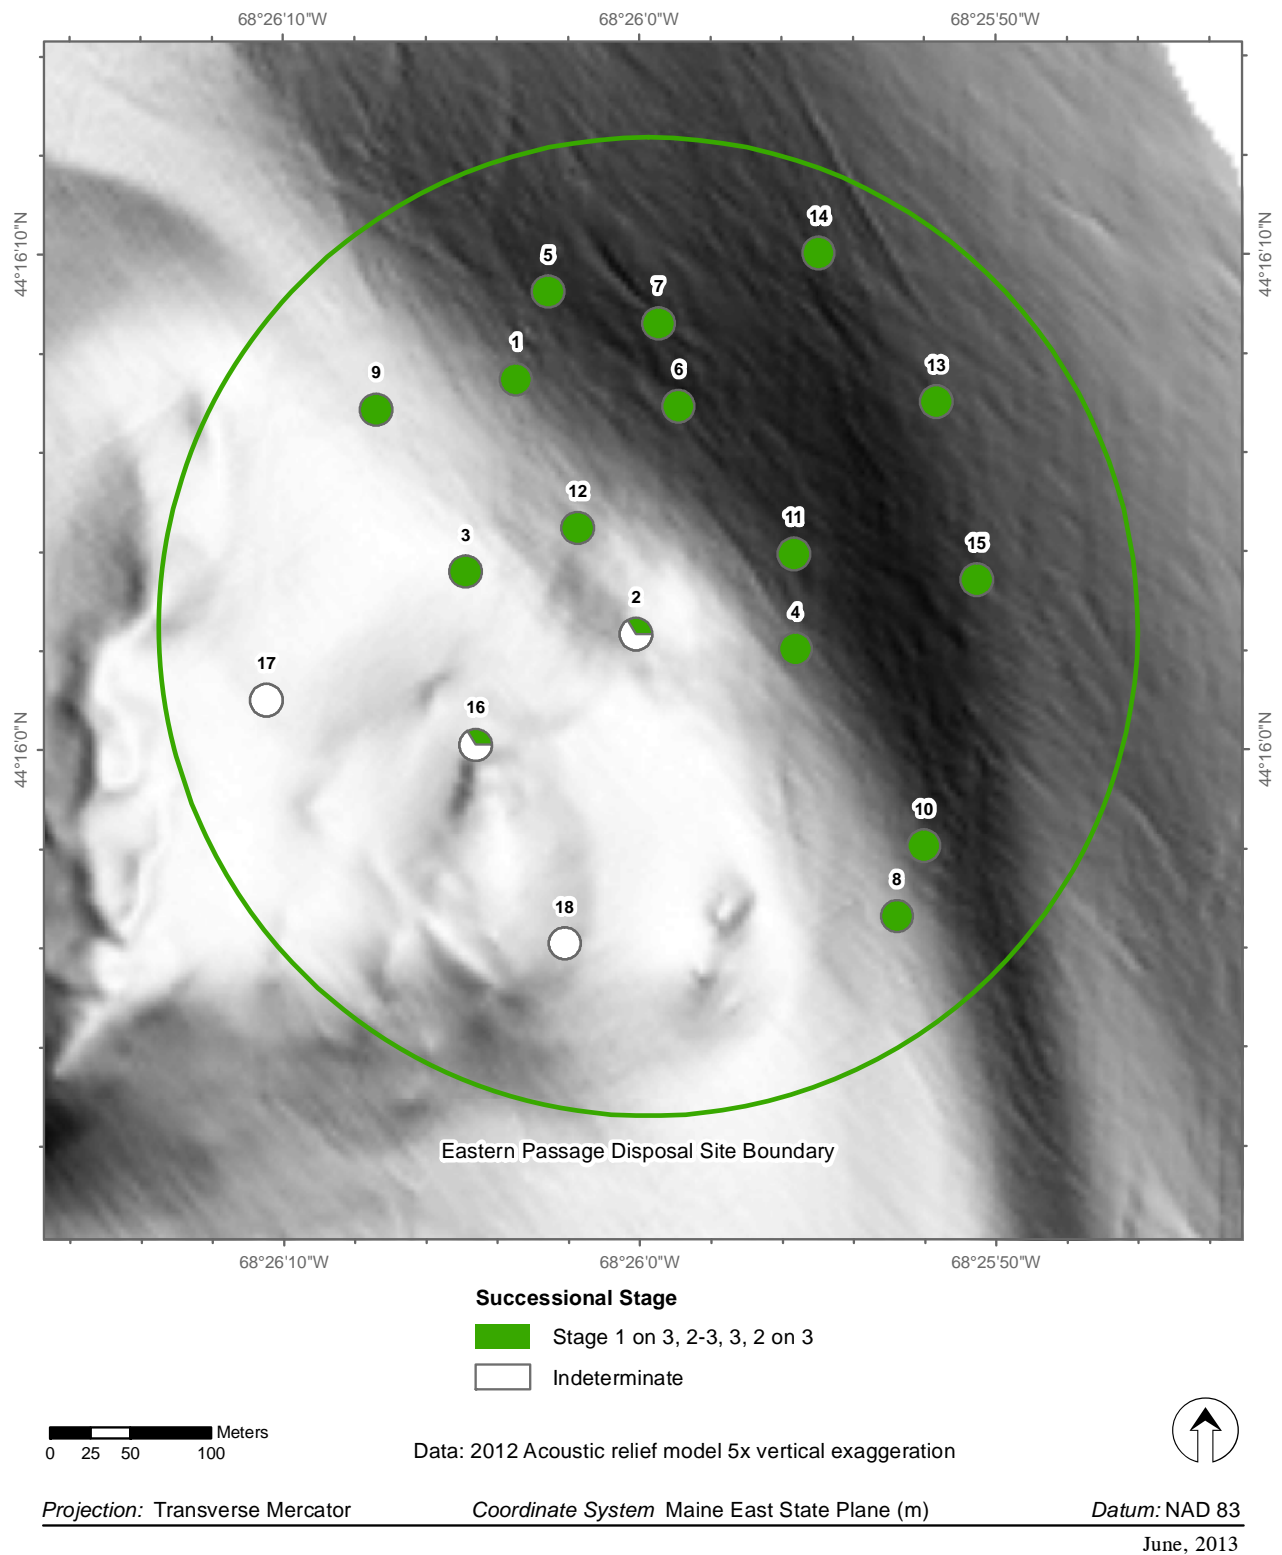 68°26'10"W 68°26'0"W 68°25'50"W
44°16'10"N 44°16'10"N
14
5
7
1
13
6
9
12
11
3
15
2
4
17
16
44°16'0"N 44°16'0"N
10
8
18
Eastern Passage Disposal Site Boundary
68°26'10"W 68°26'0"W 68°25'50"W
Successional Stage
Stage 1 on 3, 2-3, 3, 2 on 3
Indeterminate
Meters
0 25 50 100
Data: 2012 Acoustic relief model 5x vertical exaggeration
Projection: Transverse Mercator Coordinate System Maine East State Plane (m) Datum: NAD 83
June, 2013